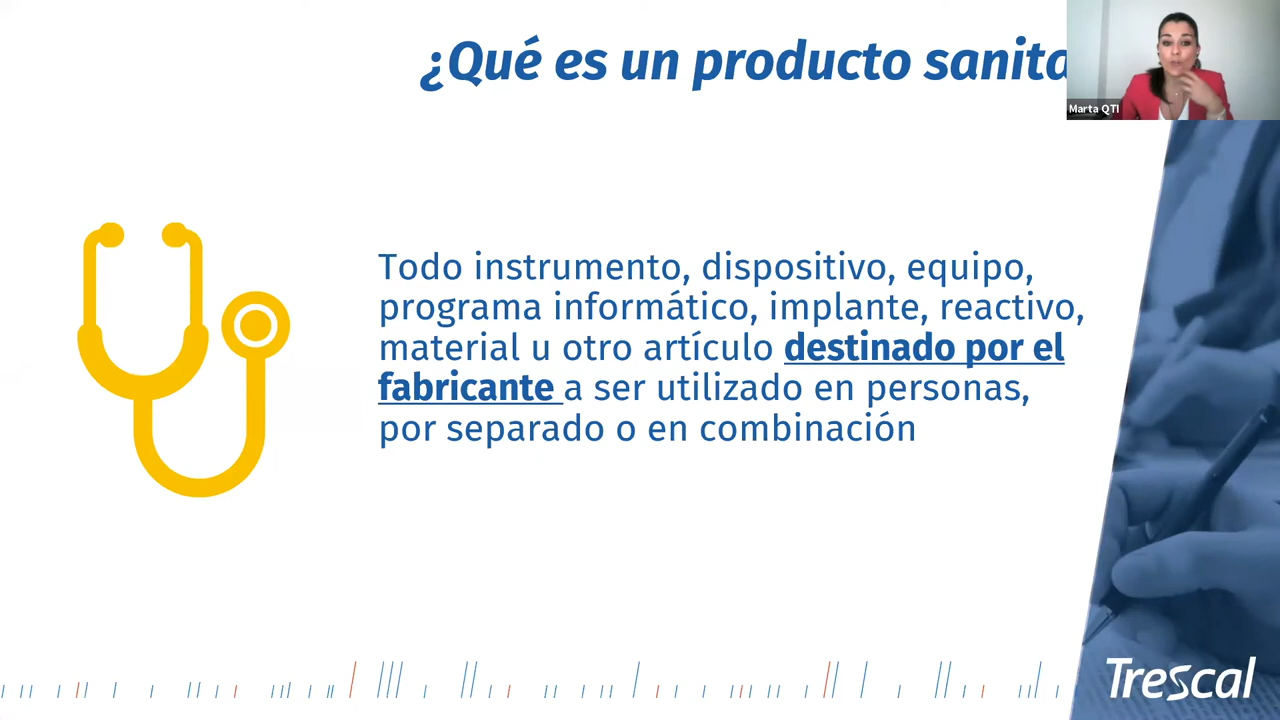 ¿Qué es un producto sanita
Marta QTI
Todo instrumento, dispositivo, equipo,
programa informático, implante, reactivo,
material u otro artículo destinado por el
fabricante a ser utilizado en personas,
por separado o en combinación
Trescal